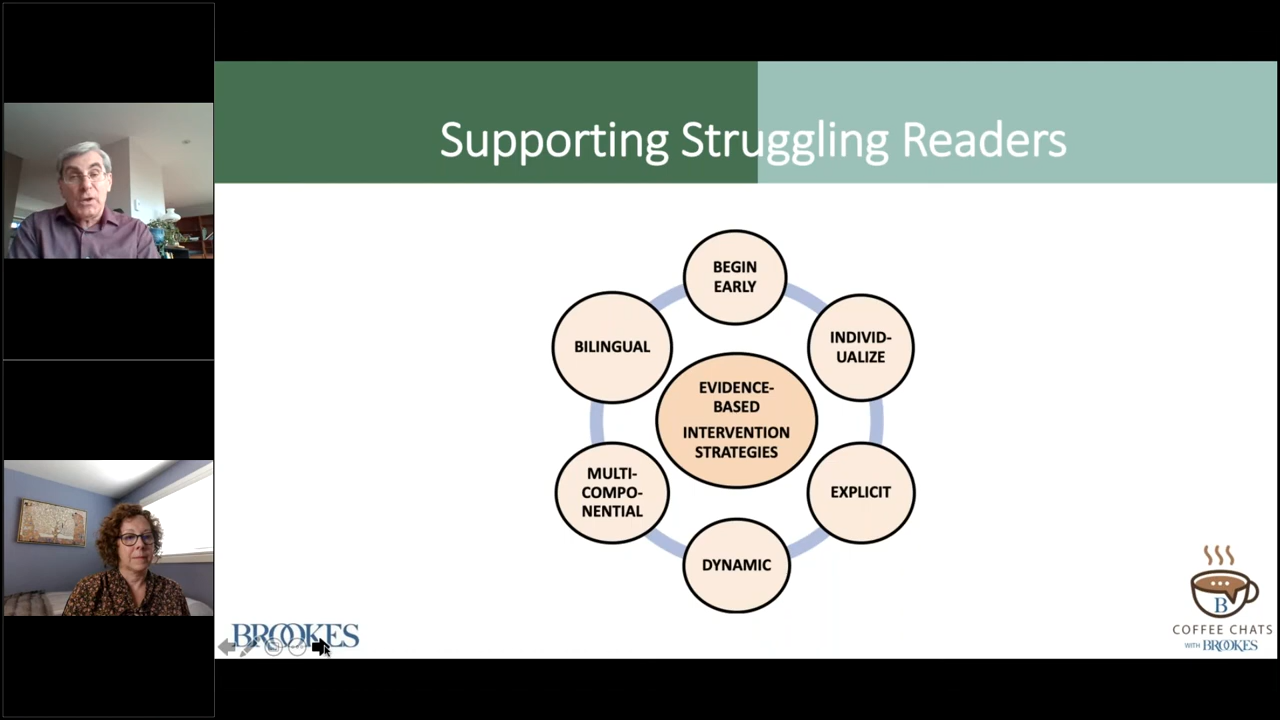 Supporting Struggling Readers
BEGIN
EARLY
INDIVID-
UALIZE
EXPLICIT
DYNAMIC
MULTI-
COMPO-
NENTIAL
BILINGUAL
EVIDENCE-
BASED
INTERVENTION
STRATEGIES
BROOKES
B
COFFEE CHATS
WITH BROOKES